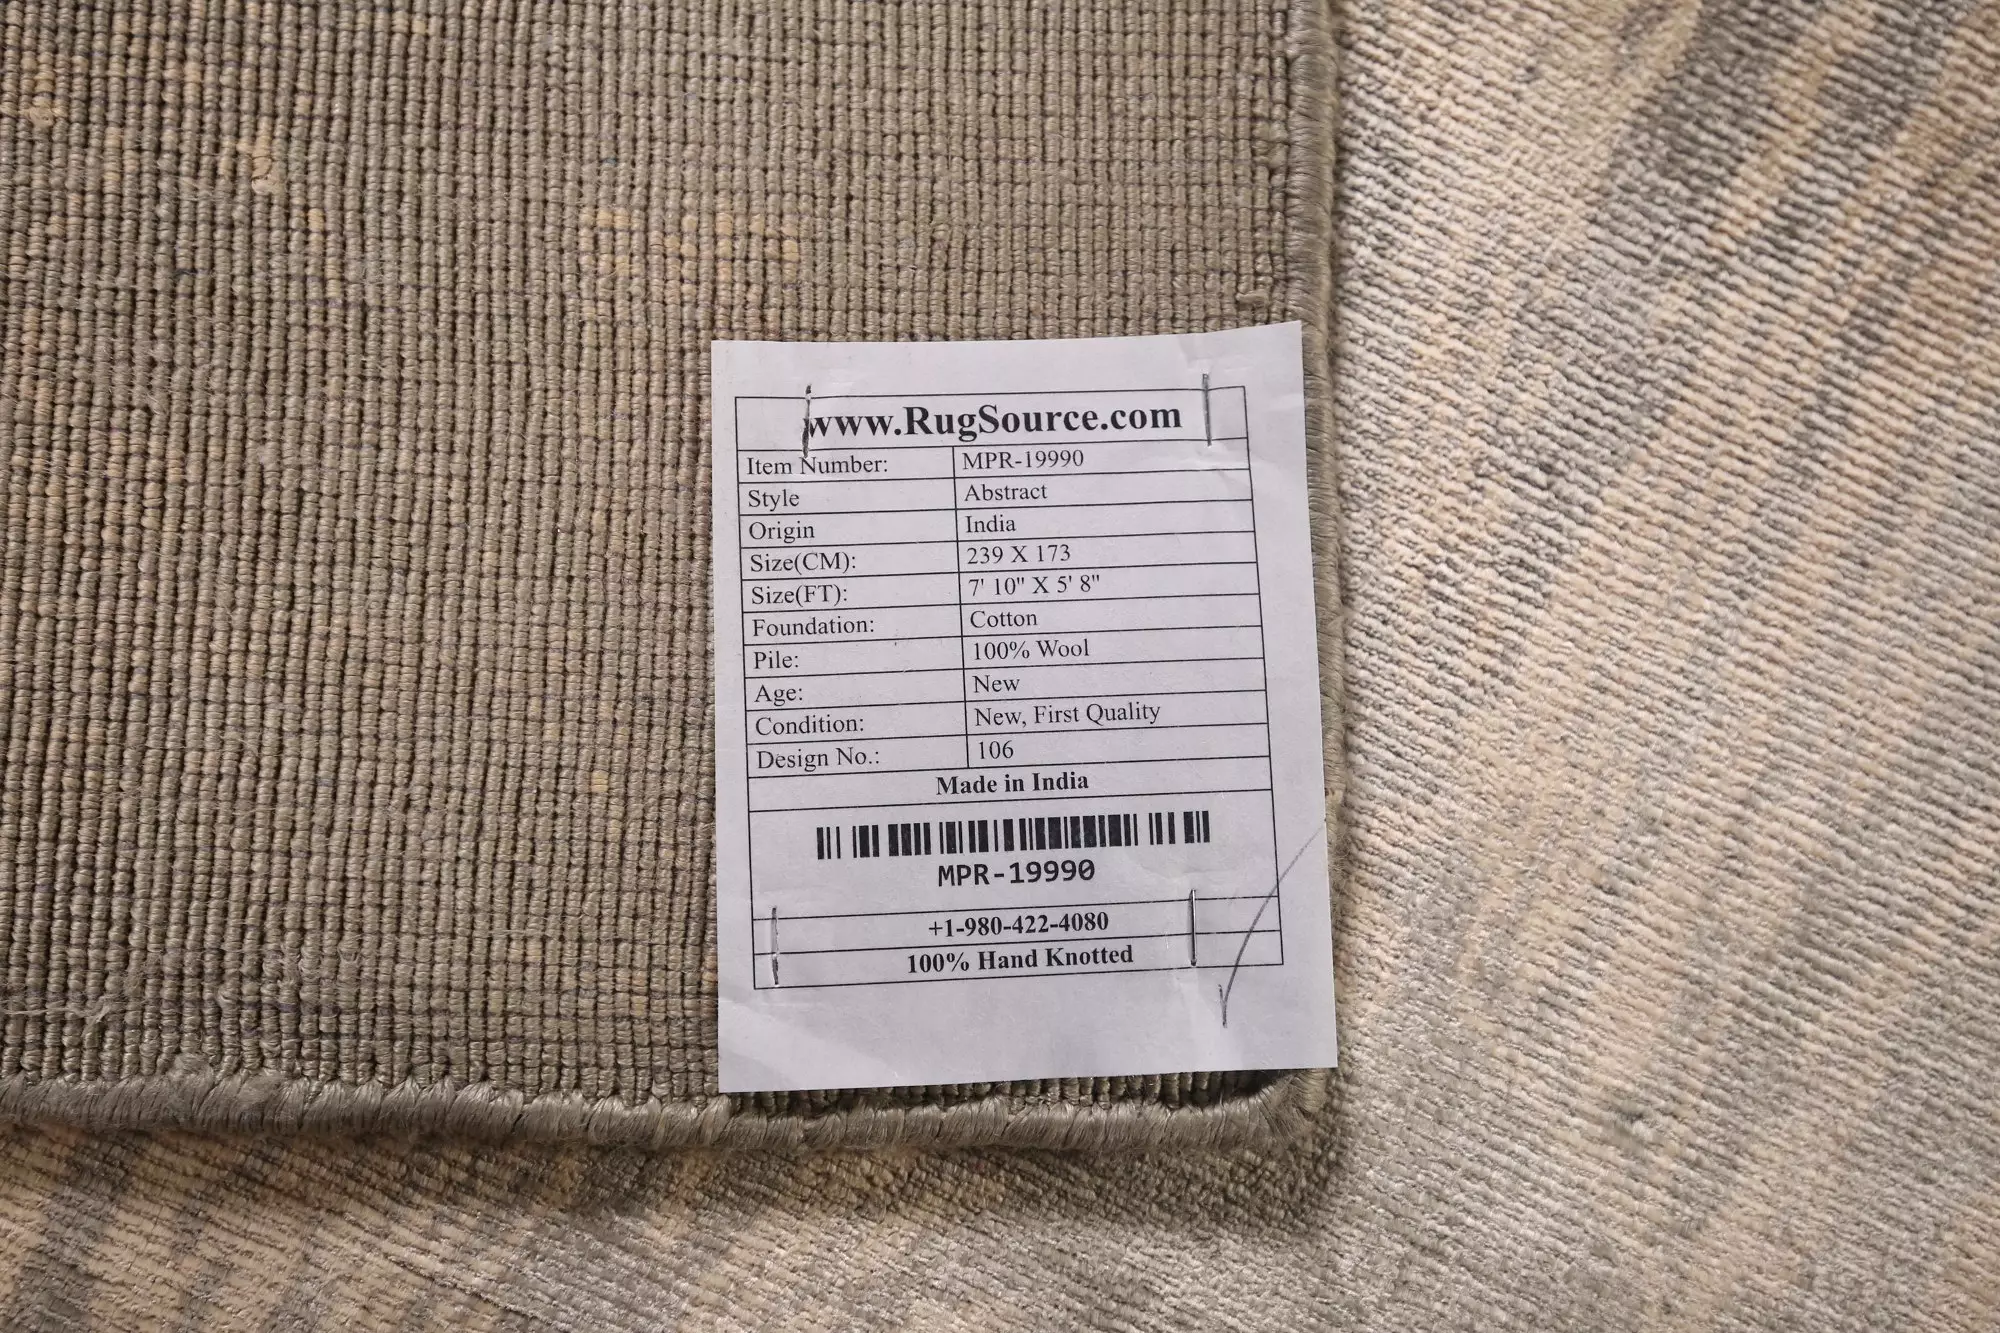 www.RugSource.com
Item Number: MPR-19990
Style Abstract
Origin India
Size(CM): 239 X 173
Size(FT): 7' 10" X 5' 8"
Foundation: Cotton
Pile: 100% Wool
Age: New
Condition: New, First Quality
Design No.: 106
Made in India
MPR-19990
+1-980-422-4080
100% Hand Knotted